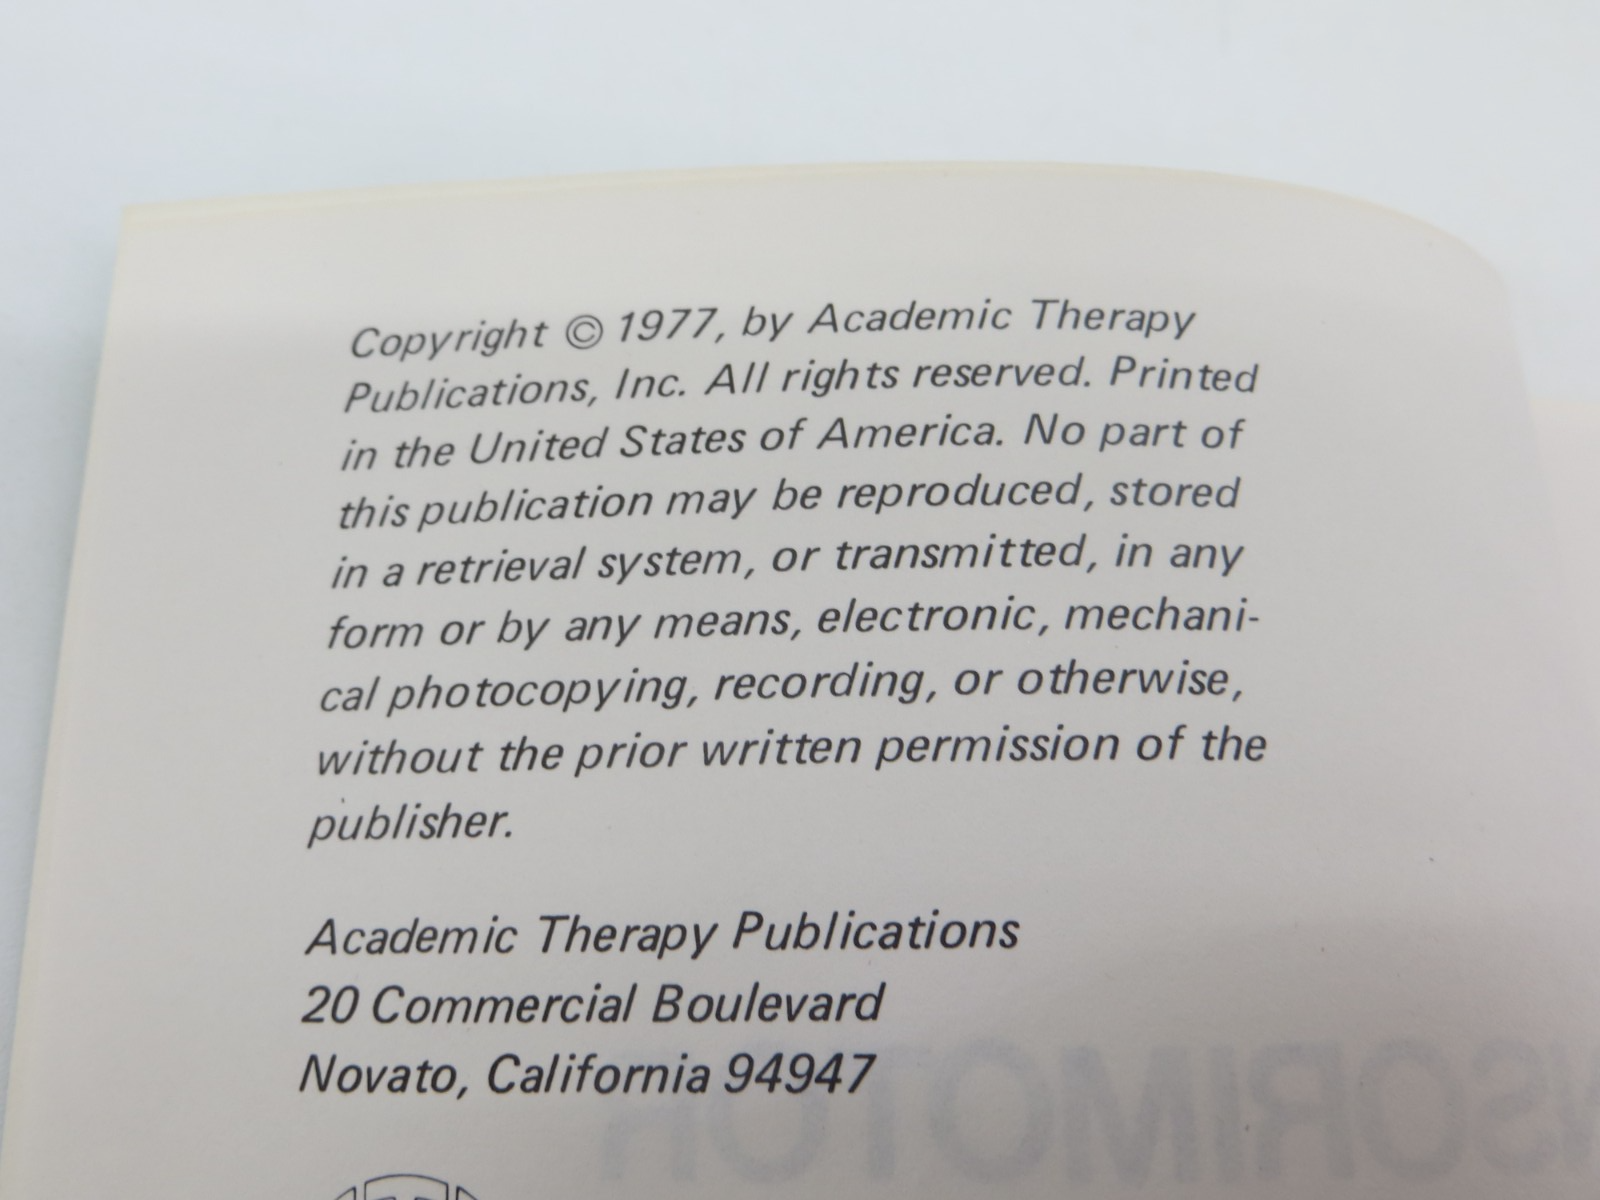 Copyright © 1977, by Academic Therapy
Publications, Inc. All rights reserved. Printed
in the United States of America. No part of
this publication may be reproduced, stored
in a retrieval system, or transmitted, in any
form or by any means, electronic, mechani-
cal photocopying, recording, or otherwise,
without the prior written permission of the
publisher.
Academic Therapy Publications
20 Commercial Boulevard
Novato, California 94947